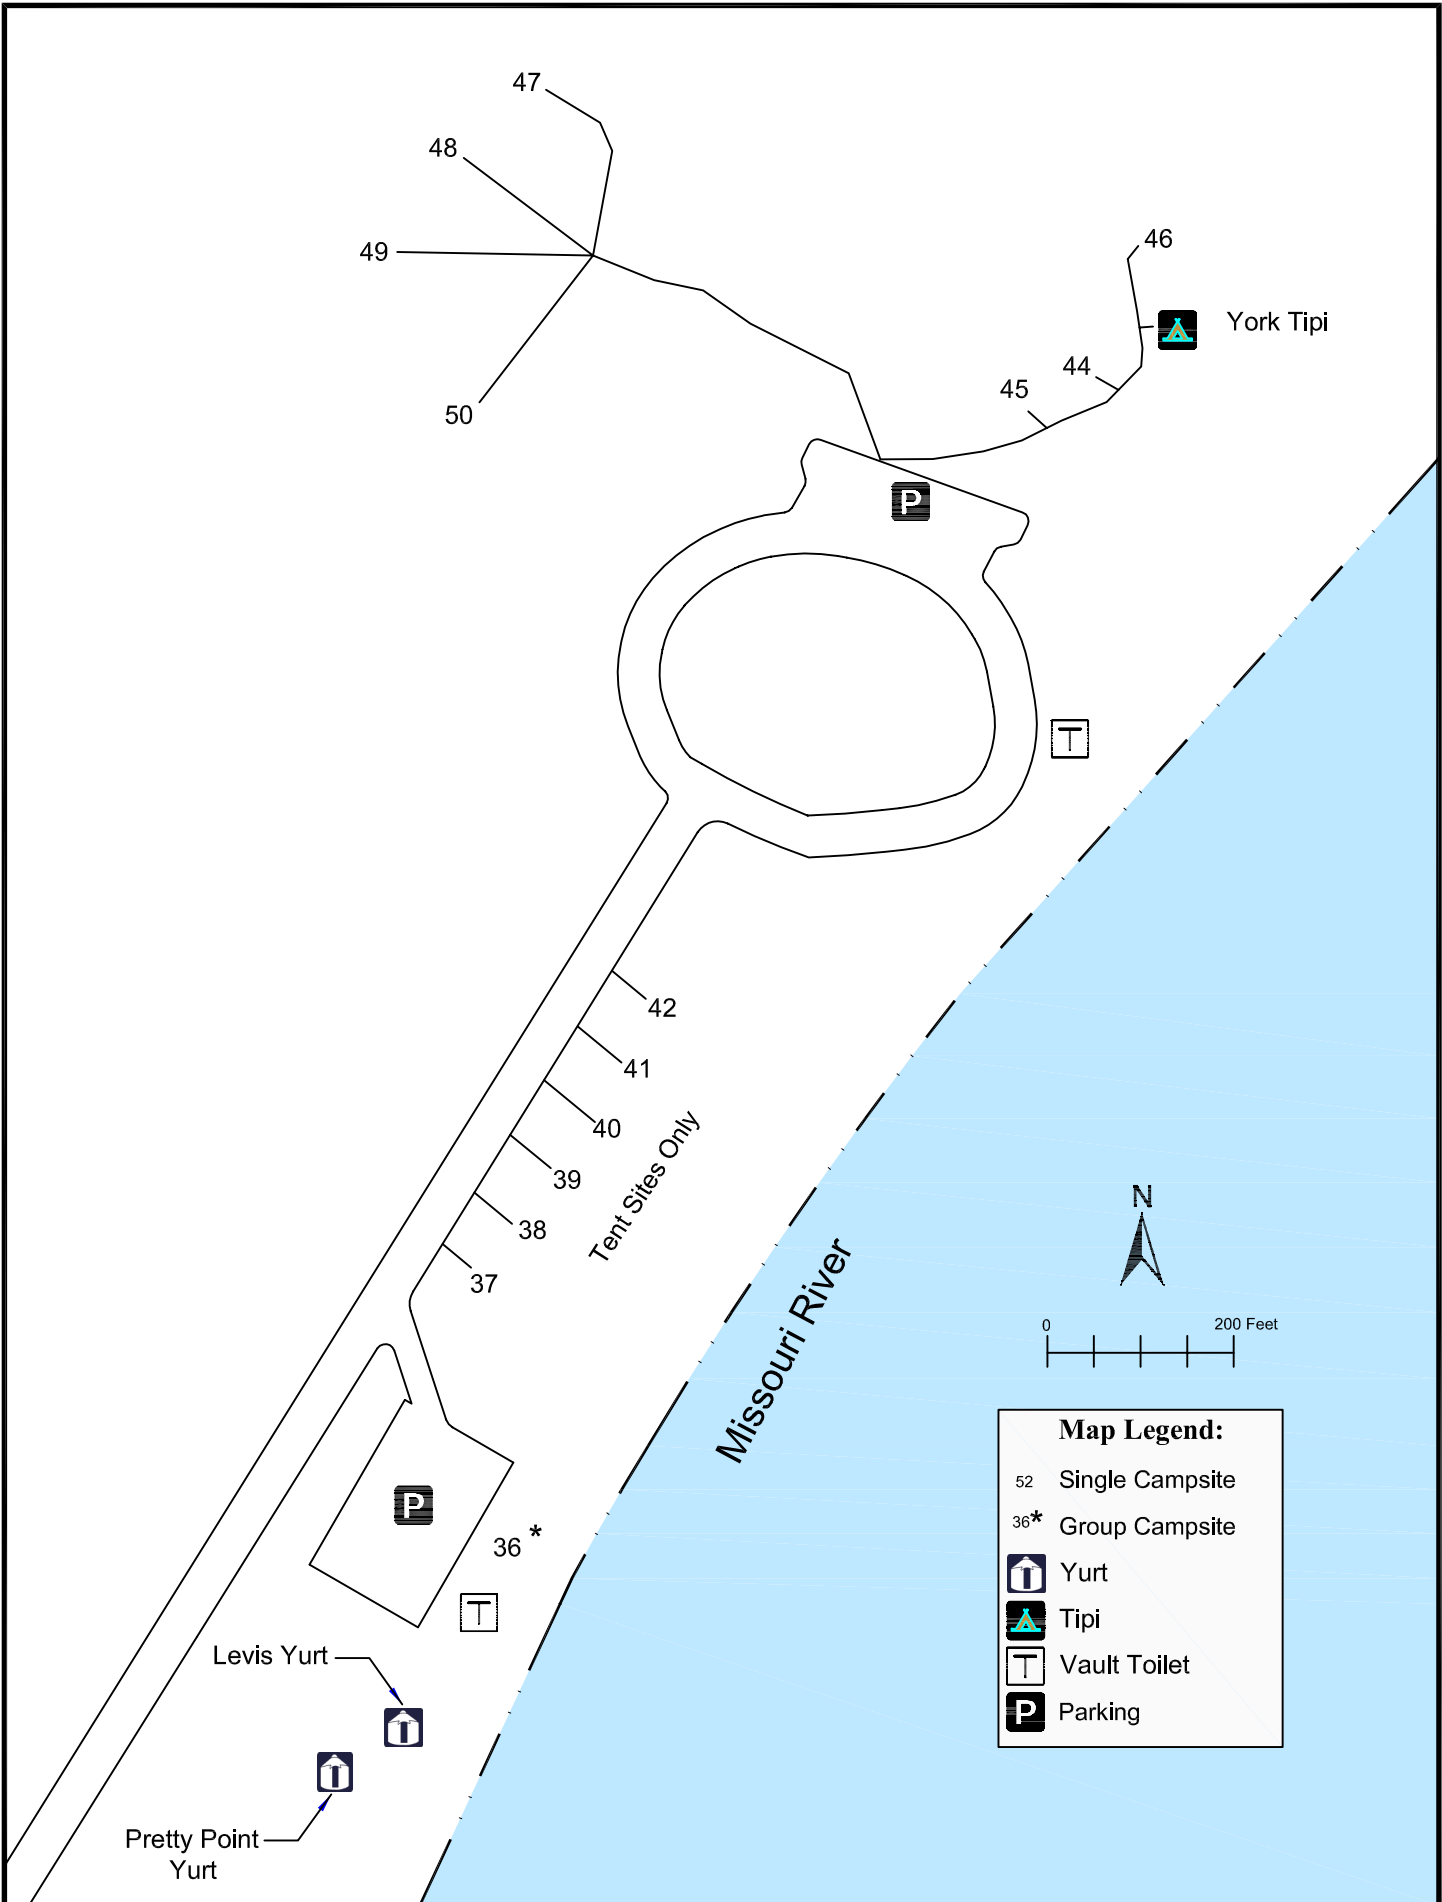 47
48
49
46
York Tipi
44
45
50
P
T
42
41
40
39
38
37
Tent Sites Only
Missouri River
N
0 200 Feet
P
36 *
T
Levis Yurt
Pretty Point
Yurt
Map Legend:
52 Single Campsite
36* Group Campsite
Yurt
Tipi
T Vault Toilet
P Parking